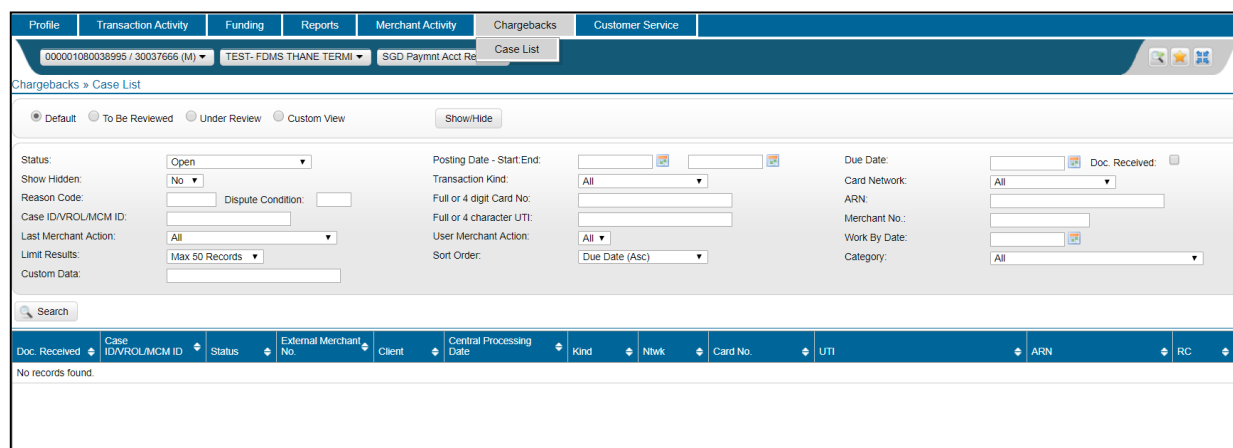 Profile Transaction Activity Funding Reports Merchant Activity Chargebacks Customer Service
Case List
000001080038995 / 30037666 (M) TEST- FDMS THANE TERMI SGD Paymnt Acct Re
Chargebacks » Case List
Default To Be Reviewed Under Review Custom View Show/Hide
Status: Open Posting Date - Start:End: Due Date: Doc. Received:
Show Hidden: No Transaction Kind: All Card Network: All
Reason Code: Dispute Condition: Full or 4 digit Card No: ARN:
Case ID/VROL/MCM ID: Full or 4 character UTI: Merchant No.:
Last Merchant Action: All User Merchant Action: All Work By Date:
Limit Results: Max 50 Records Sort Order: Due Date (Asc) Category: All
Custom Data:
Search
Doc. Received Case ID/VROL/MCM ID Status External Merchant No. Client Central Processing Date Kind Ntwk Card No. UTI ARN RC
No records found.